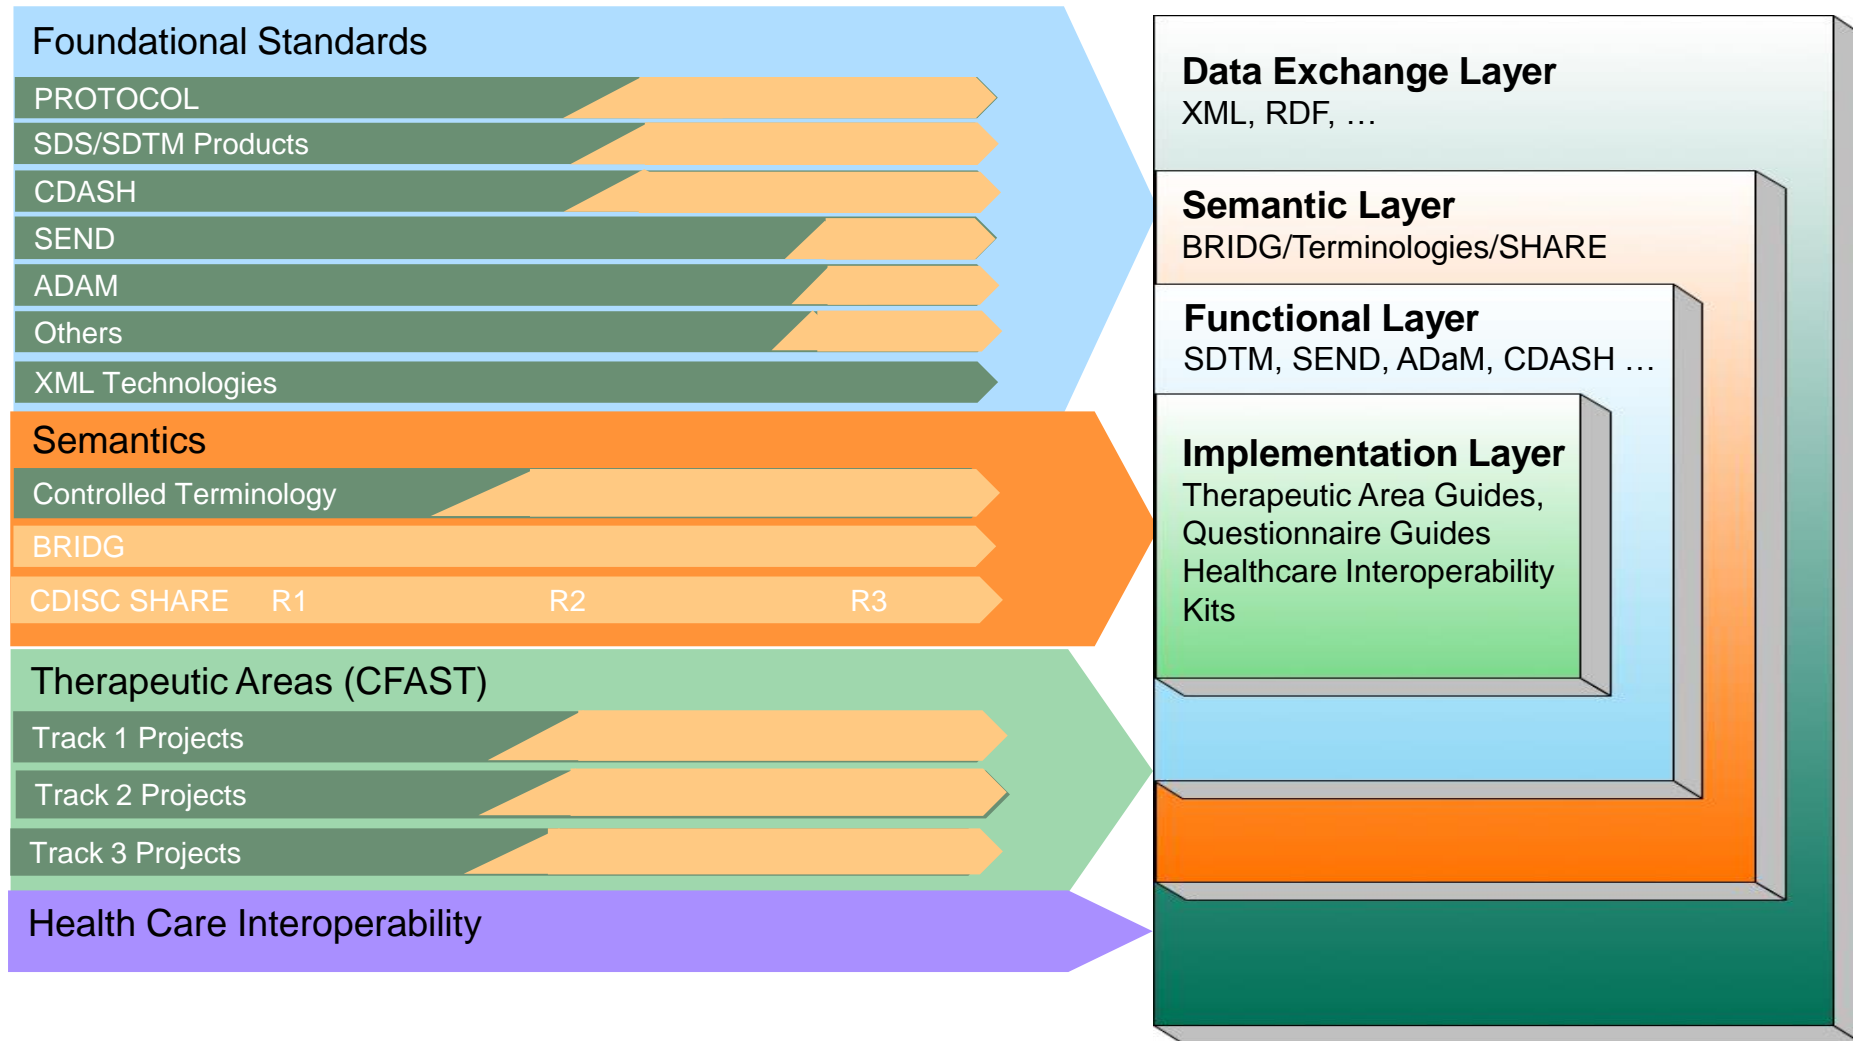 Foundational Standards
PROTOCOL
SDS/SDTM Products
CDASH
SEND
ADAM
Others
XML Technologies
Semantics
Controlled Terminology
BRIDG
CDISC SHARE R1 R2 R3
Therapeutic Areas (CFAST)
Track 1 Projects
Track 2 Projects
Track 3 Projects
Health Care Interoperability
Data Exchange Layer
XML, RDF, …
Semantic Layer
BRIDG/Terminologies/SHARE
Functional Layer
SDTM, SEND, ADaM, CDASH …
Implementation Layer
Therapeutic Area Guides,
Questionnaire Guides
Healthcare Interoperability
Kits